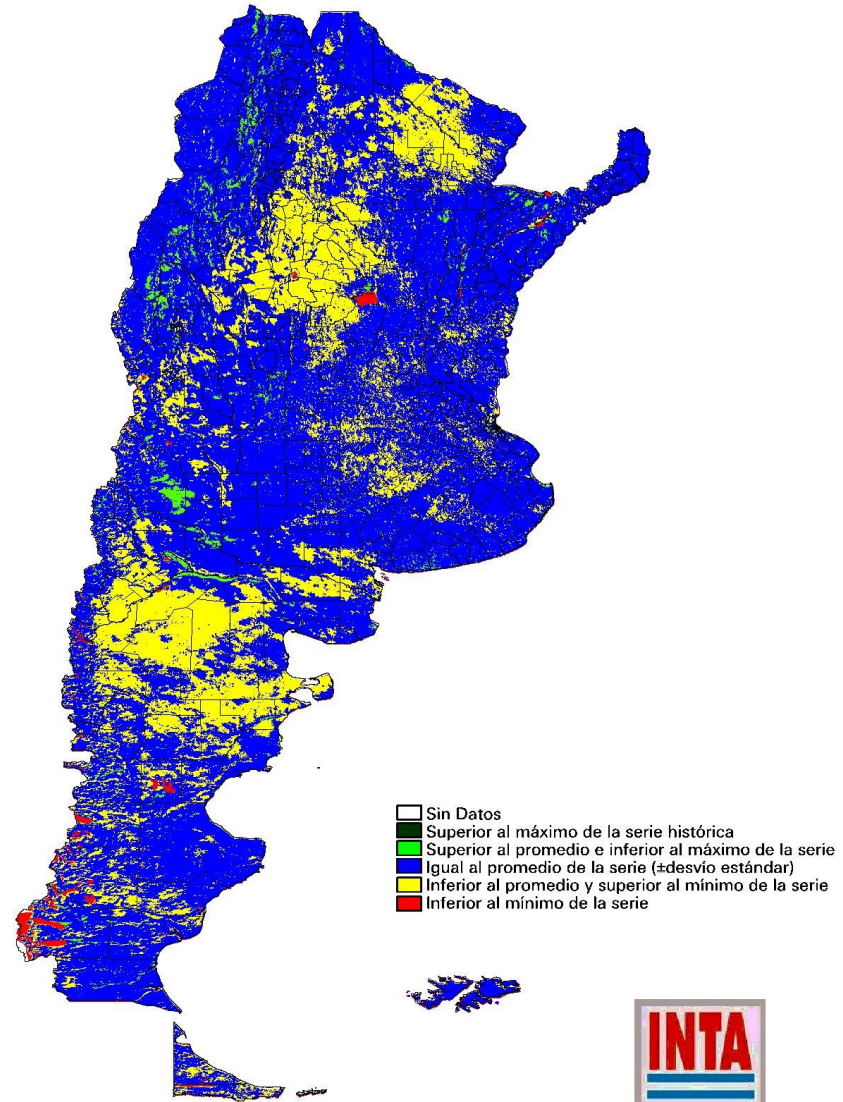 Sin Datos
Superior al máximo de la serie histórica
Superior al promedio e inferior al máximo de la serie
Igual al promedio de la serie (±desvío estándar)
Inferior al promedio y superior al mínimo de la serie
Inferior al mínimo de la serie
INTA